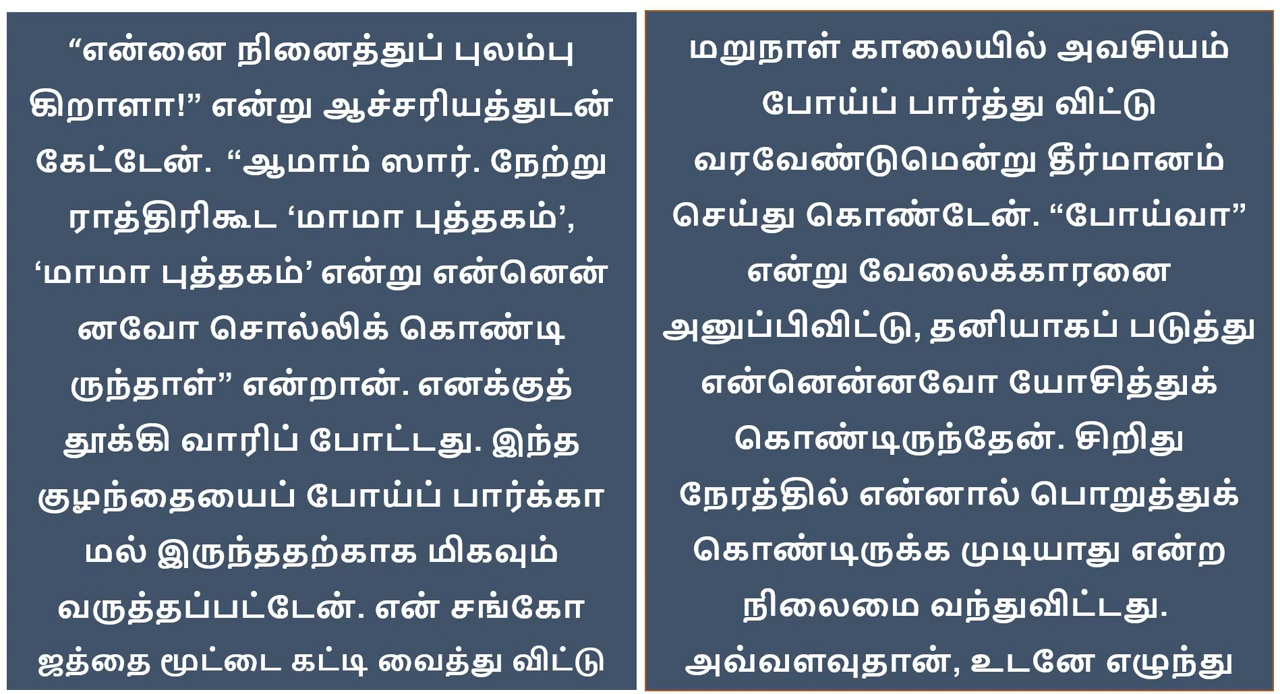 “என்னை நினைத்துப் புலம்பு
கிறாளா!” என்று ஆச்சரியத்துடன்
கேட்டேன். “ஆமாம் ஸார். நேற்று
ராத்திரிகூட ‘மாமா புத்தகம்’,
‘மாமா புத்தகம்’ என்று என்னென்
னவோ சொல்லிக் கொண்டி
ருந்தாள்” என்றான். எனக்குத்
தூக்கி வாரிப் போட்டது. இந்த
குழந்தையைப் போய்ப் பார்க்கா
மல் இருந்ததற்காக மிகவும்
வருத்தப்பட்டேன். என் சங்கோ
ஜத்தை மூட்டை கட்டி வைத்து விட்டு
மறுநாள் காலையில் அவசியம்
போய்ப் பார்த்து விட்டு
வரவேண்டுமென்று தீர்மானம்
செய்து கொண்டேன். “போய்வா”
என்று வேலைக்காரனை
அனுப்பிவிட்டு, தனியாகப் படுத்து
என்னென்னவோ யோசித்துக்
கொண்டிருந்தேன். சிறிது
நேரத்தில் என்னால் பொறுத்துக்
கொண்டிருக்க முடியாது என்ற
நிலைமை வந்துவிட்டது.
அவ்வளவுதான், உடனே எழுந்து